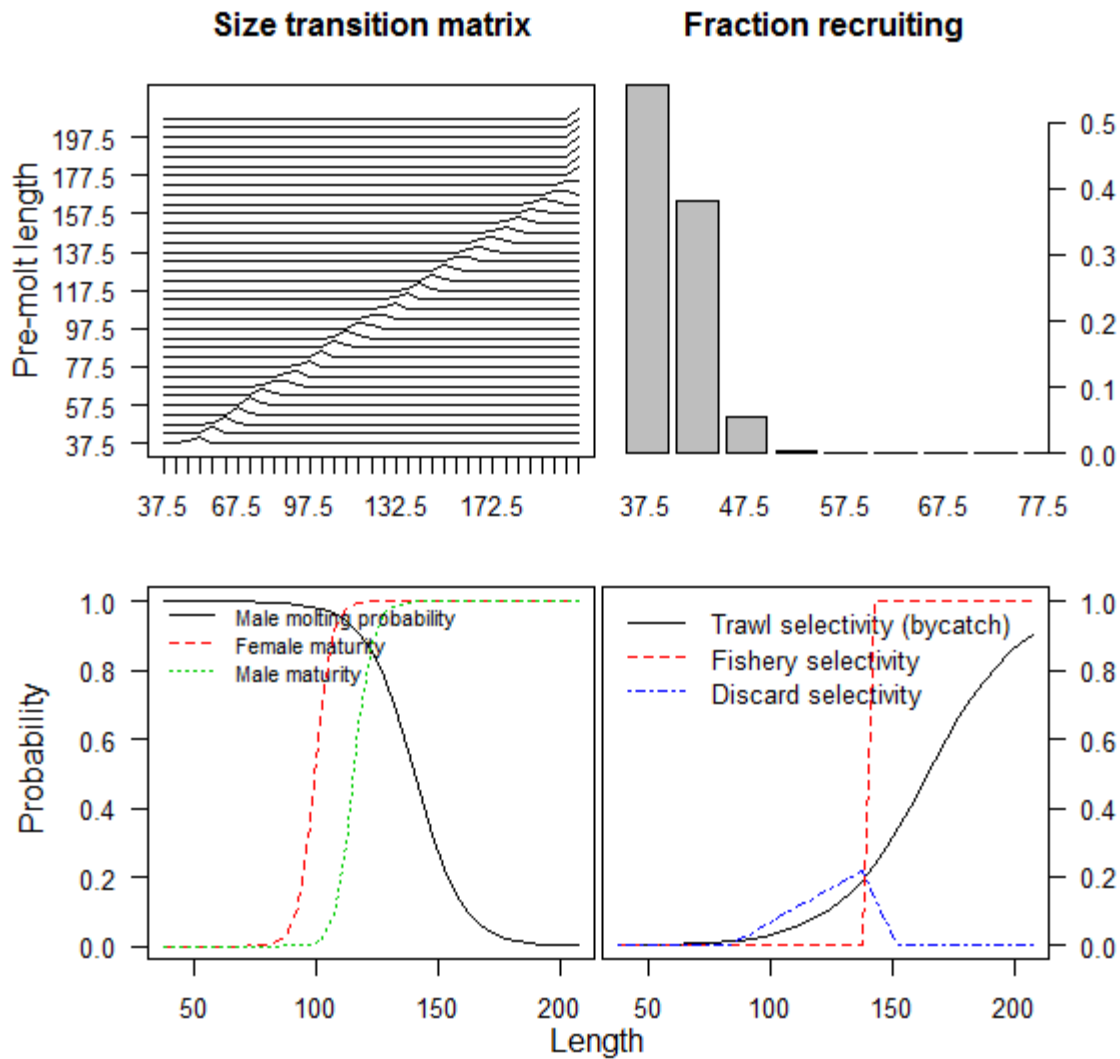 Size transition matrix
Fraction recruiting
Pre-molt length
197.5
177.5
157.5
137.5
117.5
97.5
77.5
57.5
37.5
37.5 67.5 97.5 132.5 172.5
0.5
0.4
0.3
0.2
0.1
0.0
37.5 47.5 57.5 67.5 77.5
Probability
1.0
0.8
0.6
0.4
0.2
0.0
Male molting probability
Female maturity
Male maturity
50 100 150 200
Trawl selectivity (bycatch)
Fishery selectivity
Discard selectivity
1.0
0.8
0.6
0.4
0.2
0.0
50 100 150 200
Length